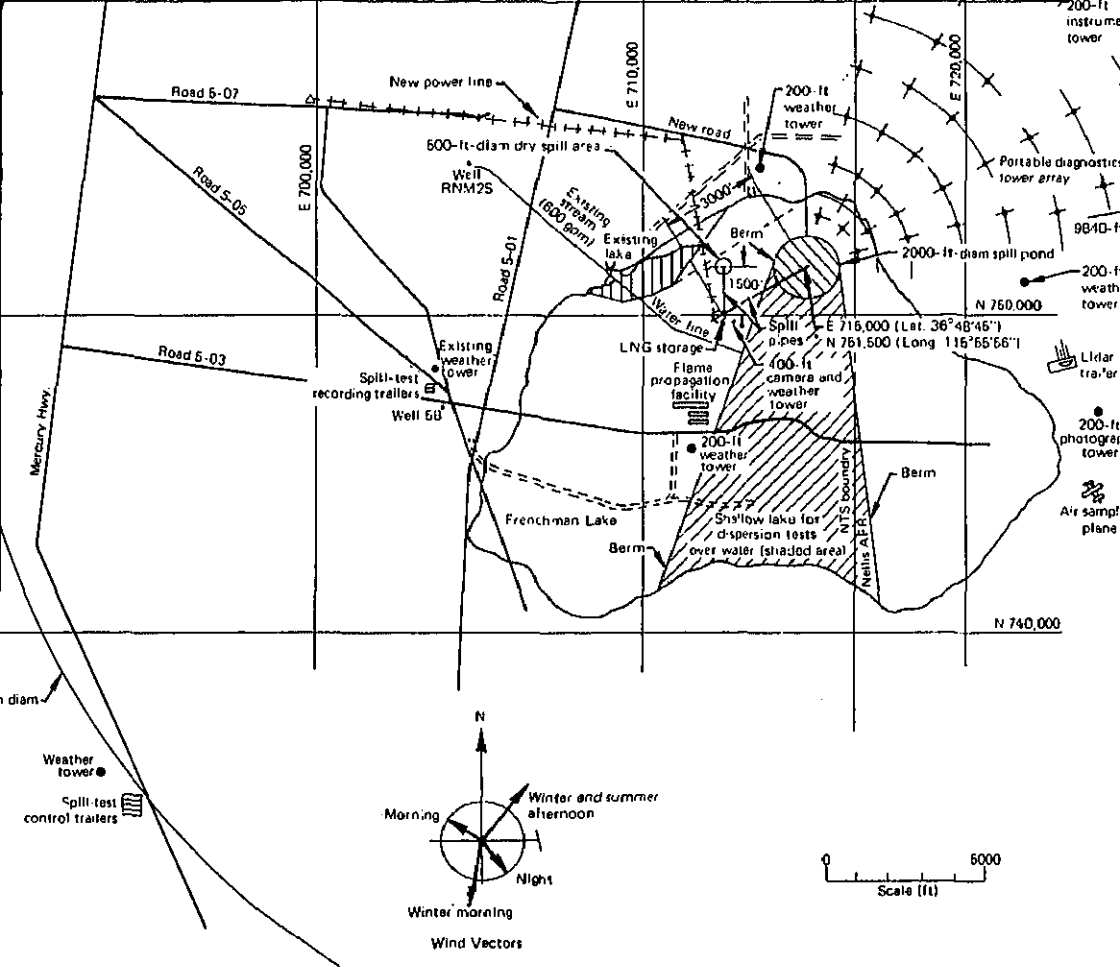 200-ft
instrume
tower
E 720,000
E 710,000
New power line
Road 5-07
200-ft
weather
tower
New road
600-ft-diam dry spill area
Well
RNM2S
E 700,000
Road 5-05
Existing
stream
(600 gpm)
3000'
Portable diagnostics
tower array
9840-ft
Existing
lake
Berm
2000-ft-diam spill pond
Road 5-01
1500'
200-ft
weath
tower
N 760,000
Water line
Spill
pipes
E 716,000 (Lat. 36°48'45")
N 761,500 (Long 115°55'56")
LNG storage
Road 5-03
Existing
weather
tower
Flame
propagation
facility
400-ft
camera and
weather
tower
Lidar
trailer
Spill-test
recording trailers
Well 5B
200-ft
photogra
tower
200-ft
weather
tower
Mercury Hwy.
NTS boundry
Nellis AFR
Berm
Air sampl
plane
Frenchman Lake
Shallow lake for
dispersion tests
over water (shaded area)
Berm
N 740,000
diam
N
Weather
tower
Spill-test
control trailers
Winter and summer
afternoon
Morning
Night
Winter morning
Wind Vectors
0
5000
Scale (ft)